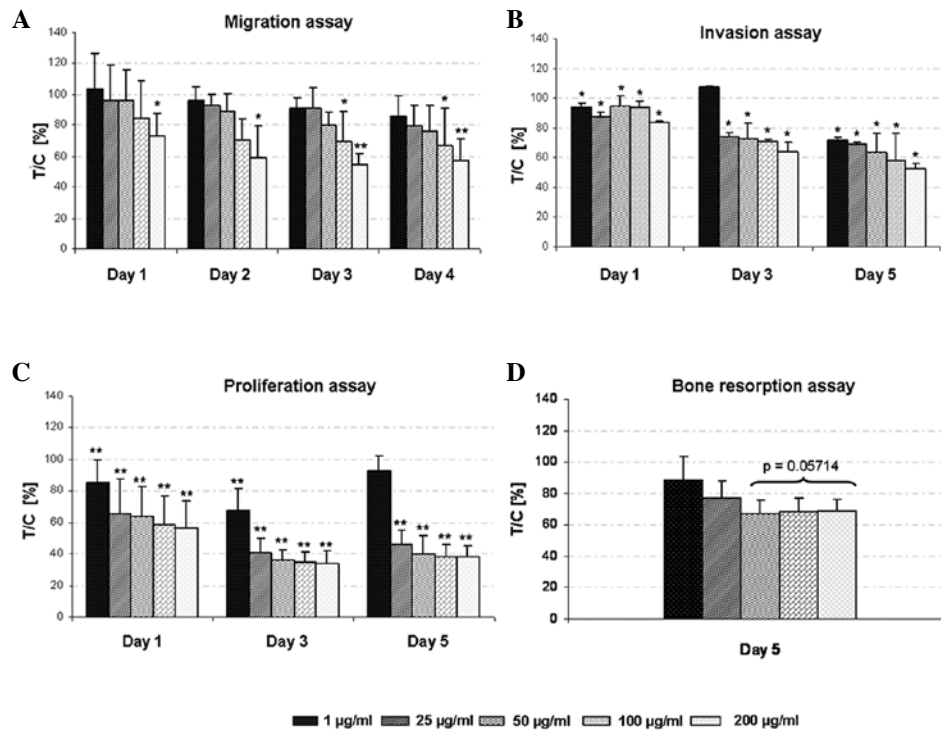 A
Migration assay
T/C [%]
140
120
100
80
60
40
20
0
*
*
*
**
*
**
Day 1 Day 2 Day 3 Day 4
B
Invasion assay
T/C [%]
140
120
100
80
60
40
20
0
* * * * *
* * * *
* * * * *
Day 1 Day 3 Day 5
C
Proliferation assay
T/C [%]
140
120
100
80
60
40
20
0
** ** ** ** **
** ** ** ** **
** ** ** **
Day 1 Day 3 Day 5
D
Bone resorption assay
T/C [%]
140
120
100
80
60
40
20
0
p = 0.05714
Day 5
1 µg/ml 25 µg/ml 50 µg/ml 100 µg/ml 200 µg/ml